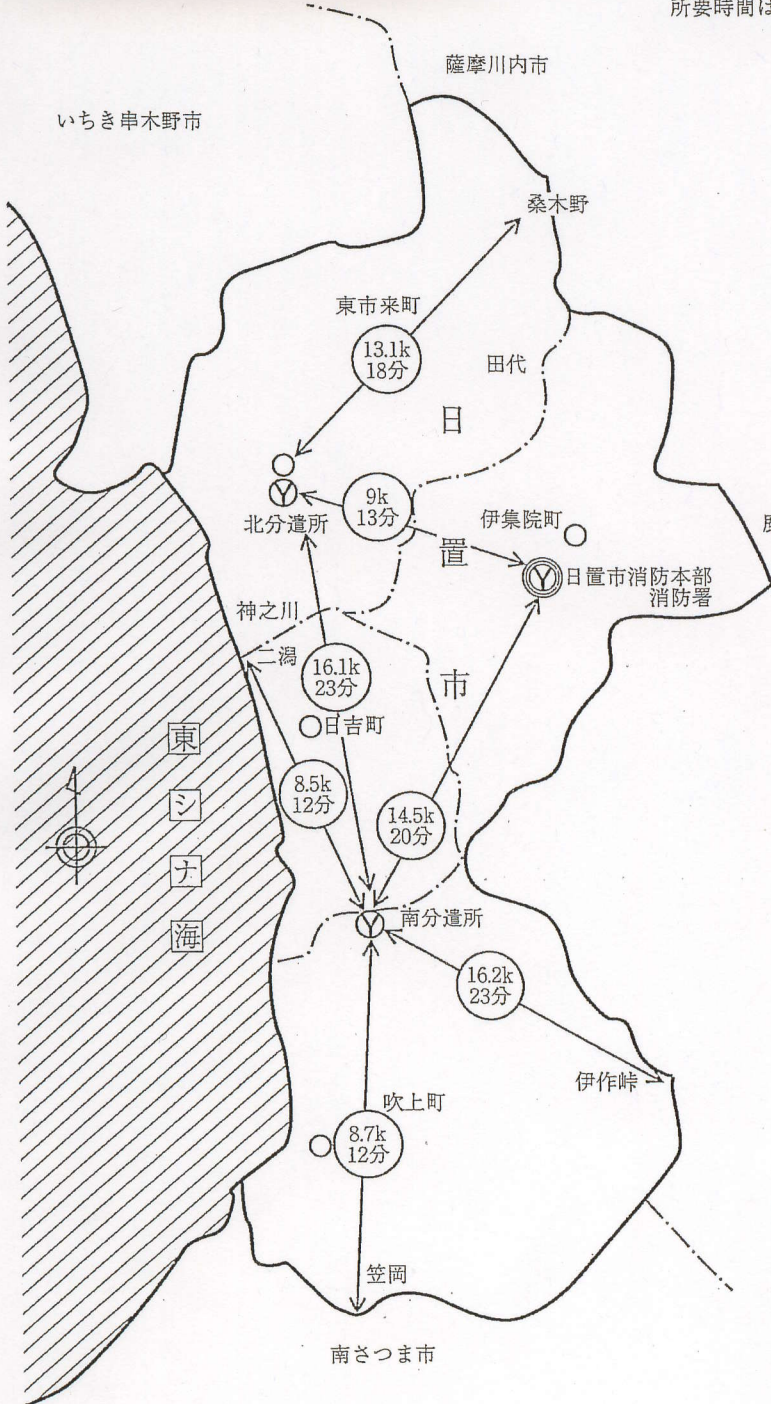 所要時間は
薩摩川内市
いちき串木野市
桑木野
東市来町
13.1k
18分
田代
日
Y
北分遣所
9k
13分
伊集院町
置
Y
日置市消防本部
消防署
神之川
二潟
16.1k
23分
市
日吉町
東シナ海
8.5k
12分
14.5k
20分
Y
南分遣所
16.2k
23分
伊作峠
吹上町
8.7k
12分
笠岡
南さつま市